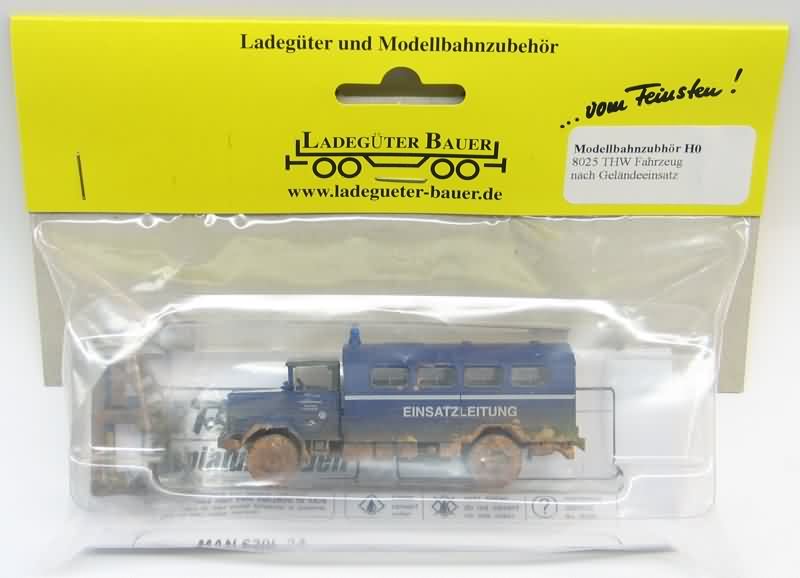 Ladegüter und Modellbahnzubehör
...vom Feinsten!
LADEGÜTER BAUER
www.ladegueter-bauer.de
Modellbahnzubhör H0
8025 THW Fahrzeug
nach Geländeeinsatz
EINSATZLEITUNG